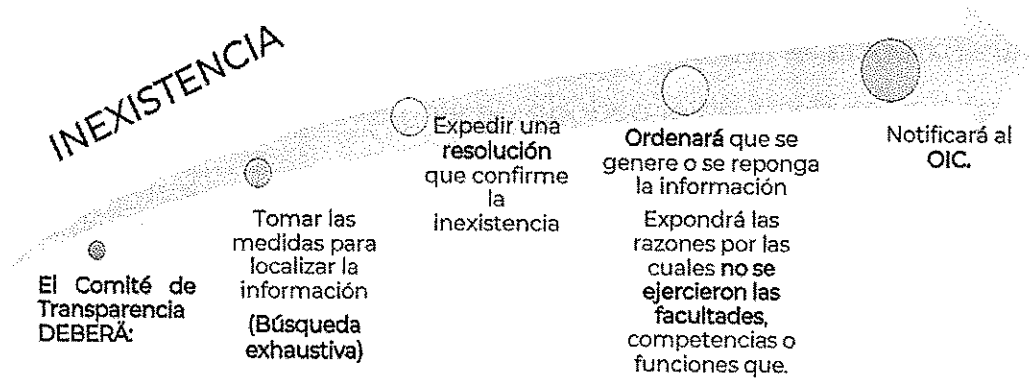 INEXISTENCIA
El Comité de
Transparencia
DEBERÁ:
Tomar las
medidas para
localizar la
información
(Búsqueda
exhaustiva)
Expedir una
resolución
que confirme
la
inexistencia
Ordenará que se
genere o se reponga
la información
Expondrá las
razones por las
cuales no se
ejercieron las
facultades,
competencias o
funciones que.
Notificará al
OIC.